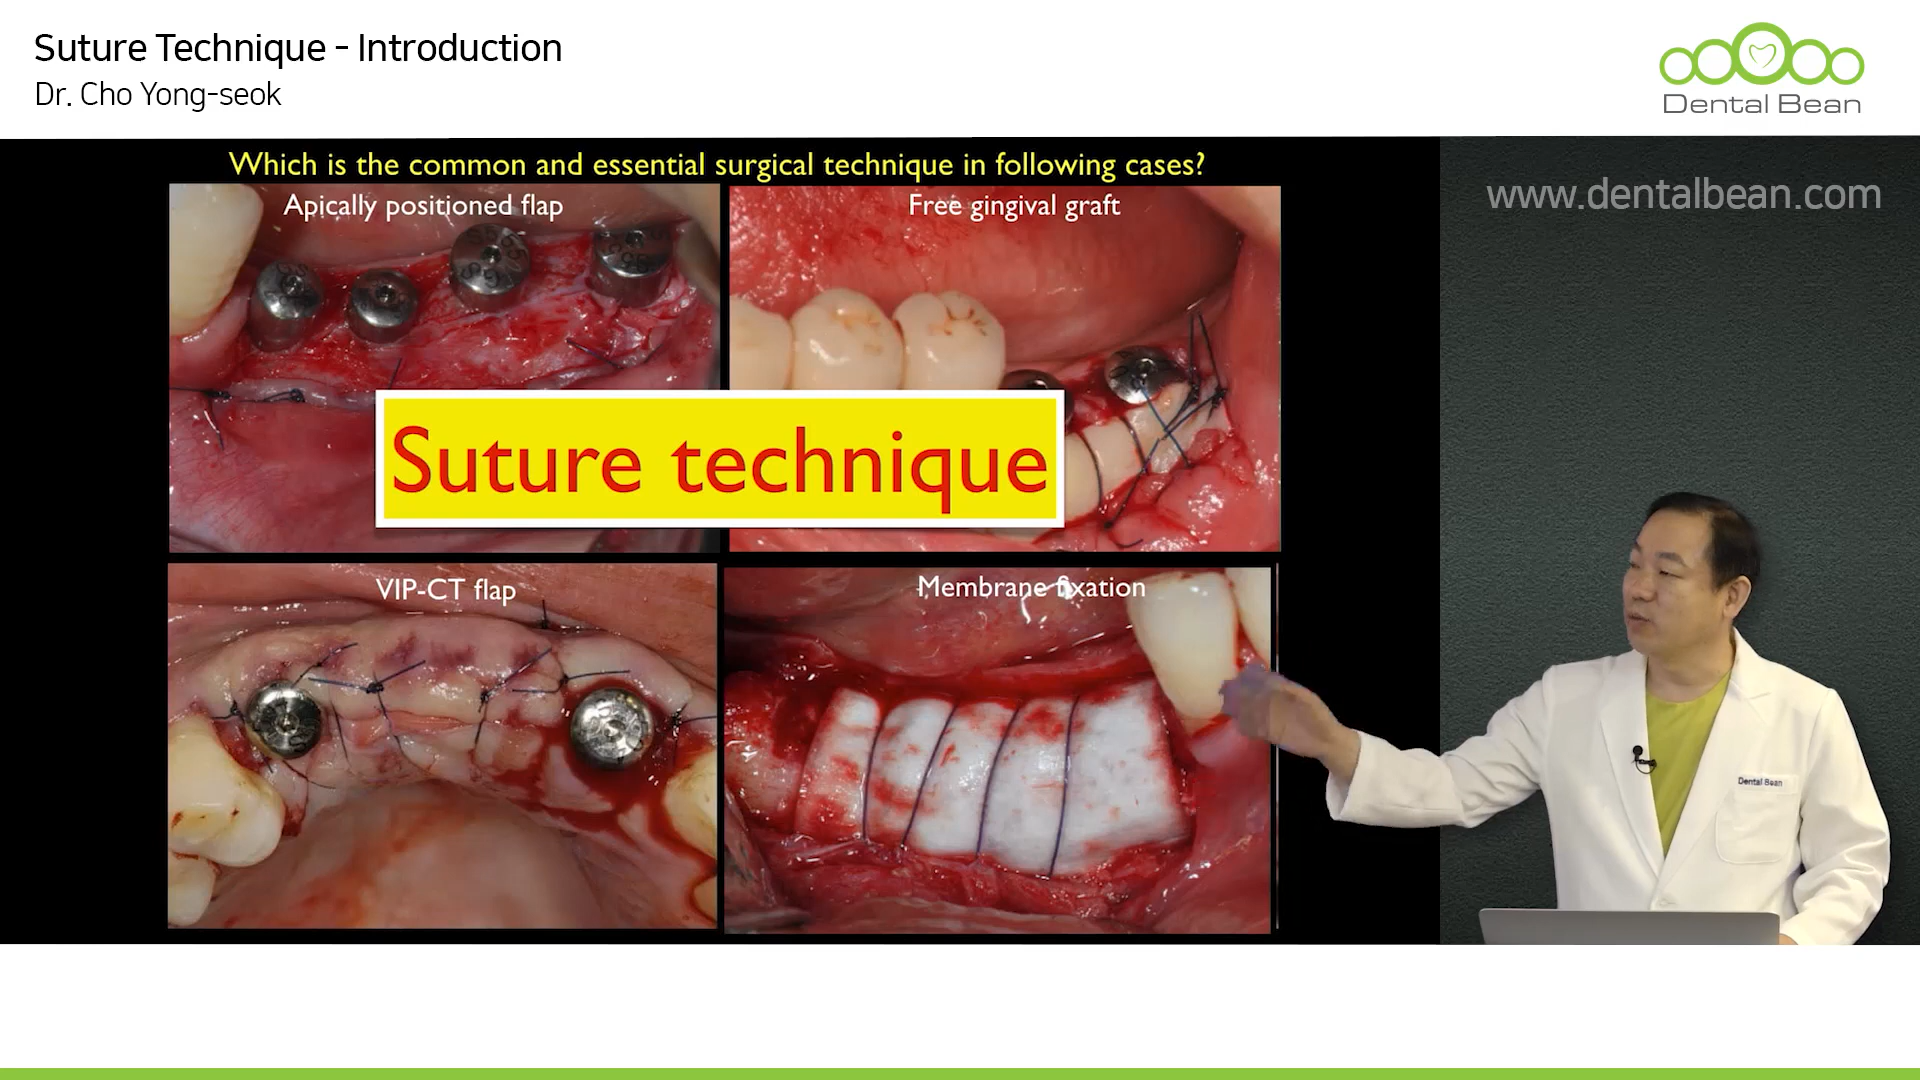 Suture Technique - Introduction
Dr. Cho Yong-seok
Dental Bean
www.dentalbean.com
Which is the common and essential surgical technique in following cases?
Apically positioned flap
Free gingival graft
Suture technique
VIP-CT flap
Membrane fixation
Dental Bean